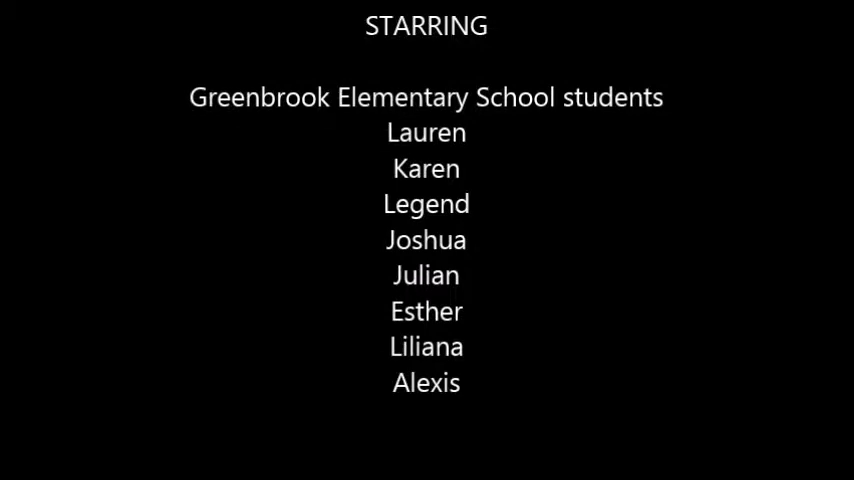 STARRING
Greenbrook Elementary School students
Lauren
Karen
Legend
Joshua
Julian
Esther
Liliana
Alexis